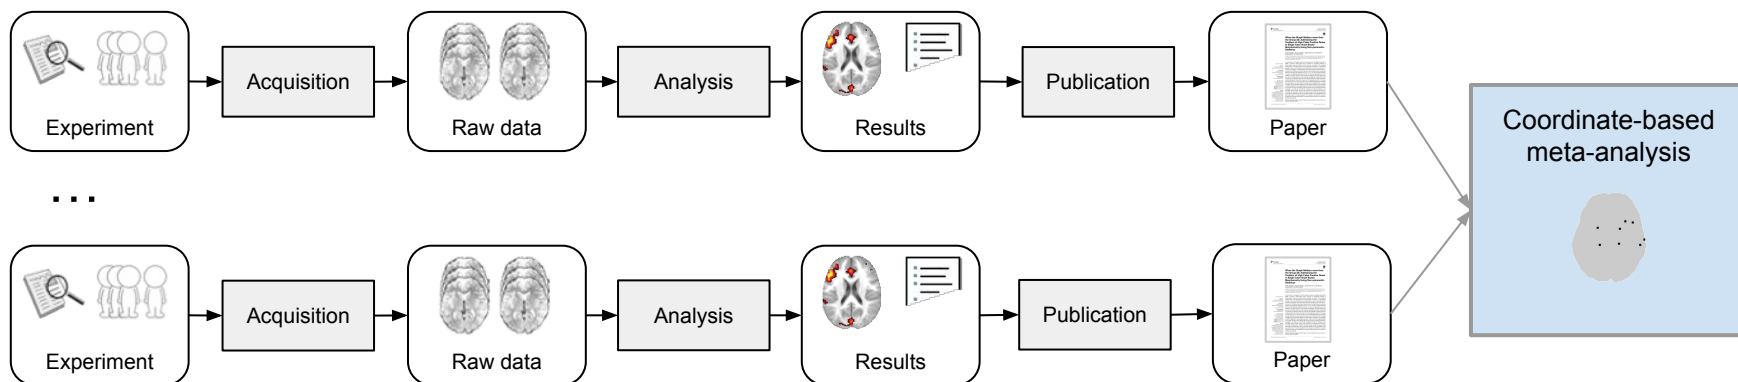 Experiment
Acquisition
Raw data
Analysis
Results
Publication
Paper
Coordinate-based
meta-analysis
...
Experiment
Acquisition
Raw data
Analysis
Results
Publication
Paper